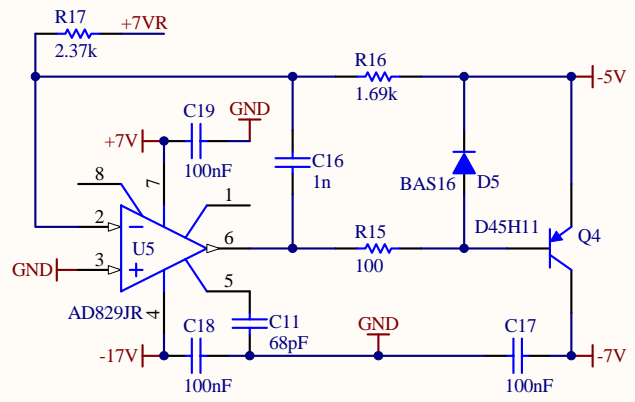 R17
+7VR
2.37k
R16
-5V
1.69k
C19
GND
+7V
100nF
C16
1n
8
7
1
BAS16
D5
2
U5
6
R15
100
D45H11
Q4
GND
3
5
AD829JR
4
C11
68pF
C18
GND
C17
-17V
-7V
100nF
100nF